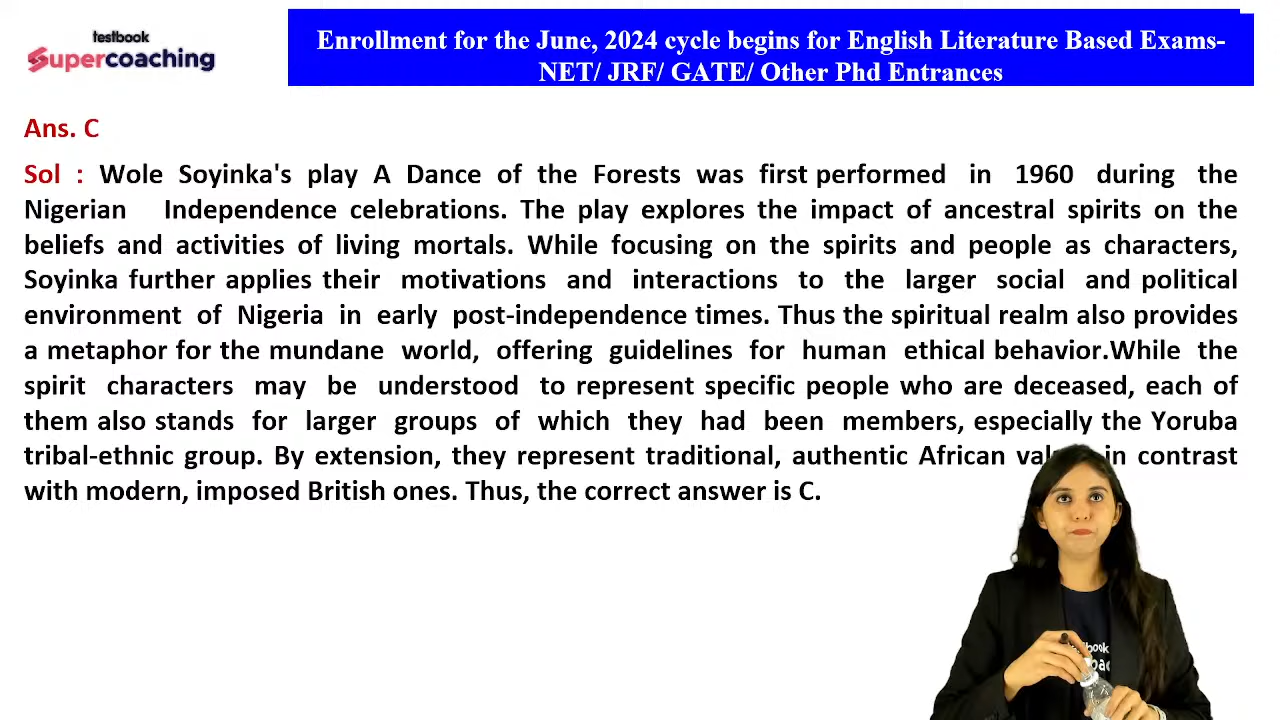 testbook
Supercoaching
Enrollment for the June, 2024 cycle begins for English Literature Based Exams-
NET/ JRF/ GATE/ Other Phd Entrances
Ans. C
Sol : Wole Soyinka's play A Dance of the Forests was first performed in 1960 during the
Nigerian Independence celebrations. The play explores the impact of ancestral spirits on the
beliefs and activities of living mortals. While focusing on the spirits and people as characters,
Soyinka further applies their motivations and interactions to the larger social and political
environment of Nigeria in early post-independence times. Thus the spiritual realm also provides
a metaphor for the mundane world, offering guidelines for human ethical behavior.While the
spirit characters may be understood to represent specific people who are deceased, each of
them also stands for larger groups of which they had been members, especially the Yoruba
tribal-ethnic group. By extension, they represent traditional, authentic African in contrast
with modern, imposed British ones. Thus, the correct answer is C.